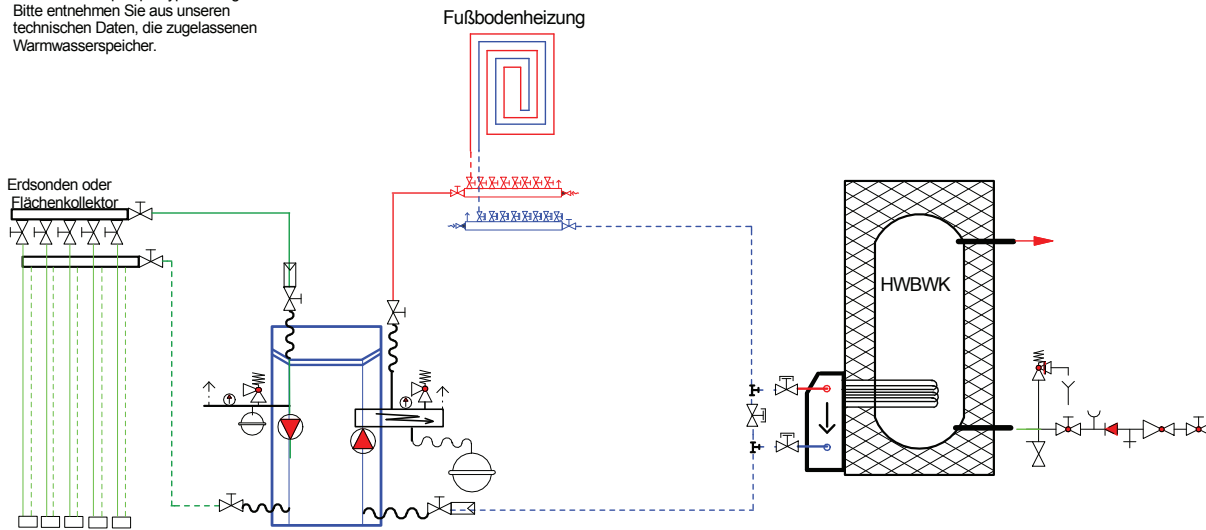 Bitte entnehmen Sie aus unseren
technischen Daten, die zugelassenen
Warmwasserspeicher.
Fußbodenheizung
Erdsonden oder
Flächenkollektor
HWBWK